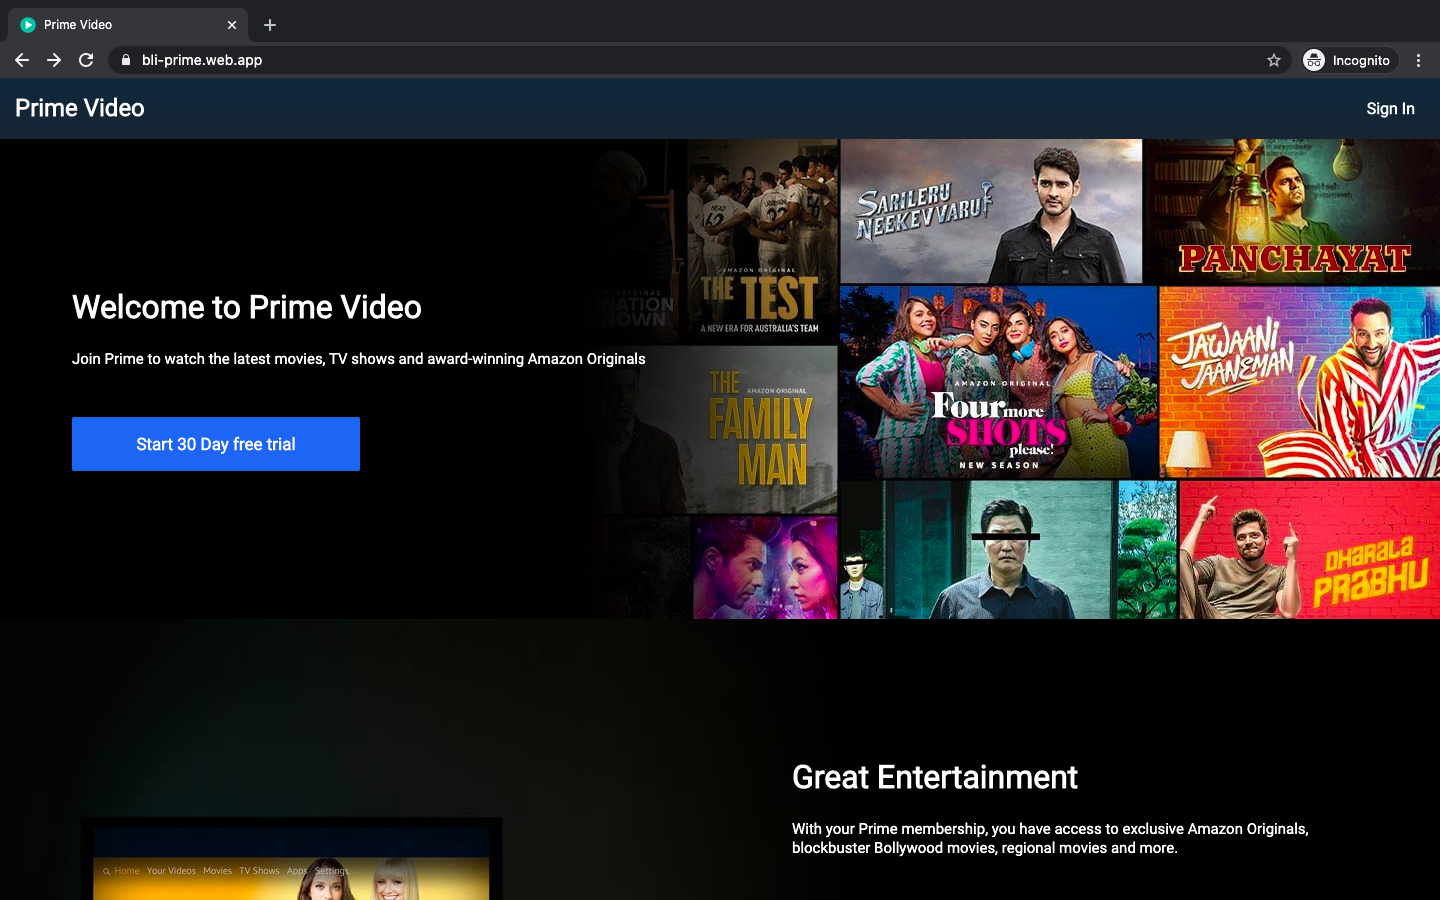 Prime Video
bli-prime.web.app
Incognito
Prime Video
Sign In
Welcome to Prime Video
Join Prime to watch the latest movies, TV shows and award-winning Amazon Originals
Start 30 Day free trial
AMAZON ORIGINAL
THE TEST
A NEW ERA FOR AUSTRALIA'S TEAM
SARILERU
NEEKEVVARU
PANCHAYAT
THE
AMAZON ORIGINAL
FAMILY
MAN
AMAZON ORIGINAL
Four more
SHOTS
please!
NEW SEASON
JAWAANI
JAANEMAN
DHARALA
PRABHU
Great Entertainment
With your Prime membership, you have access to exclusive Amazon Originals,
blockbuster Bollywood movies, regional movies and more.
Home Your Videos Movies TV Shows Apps Settings